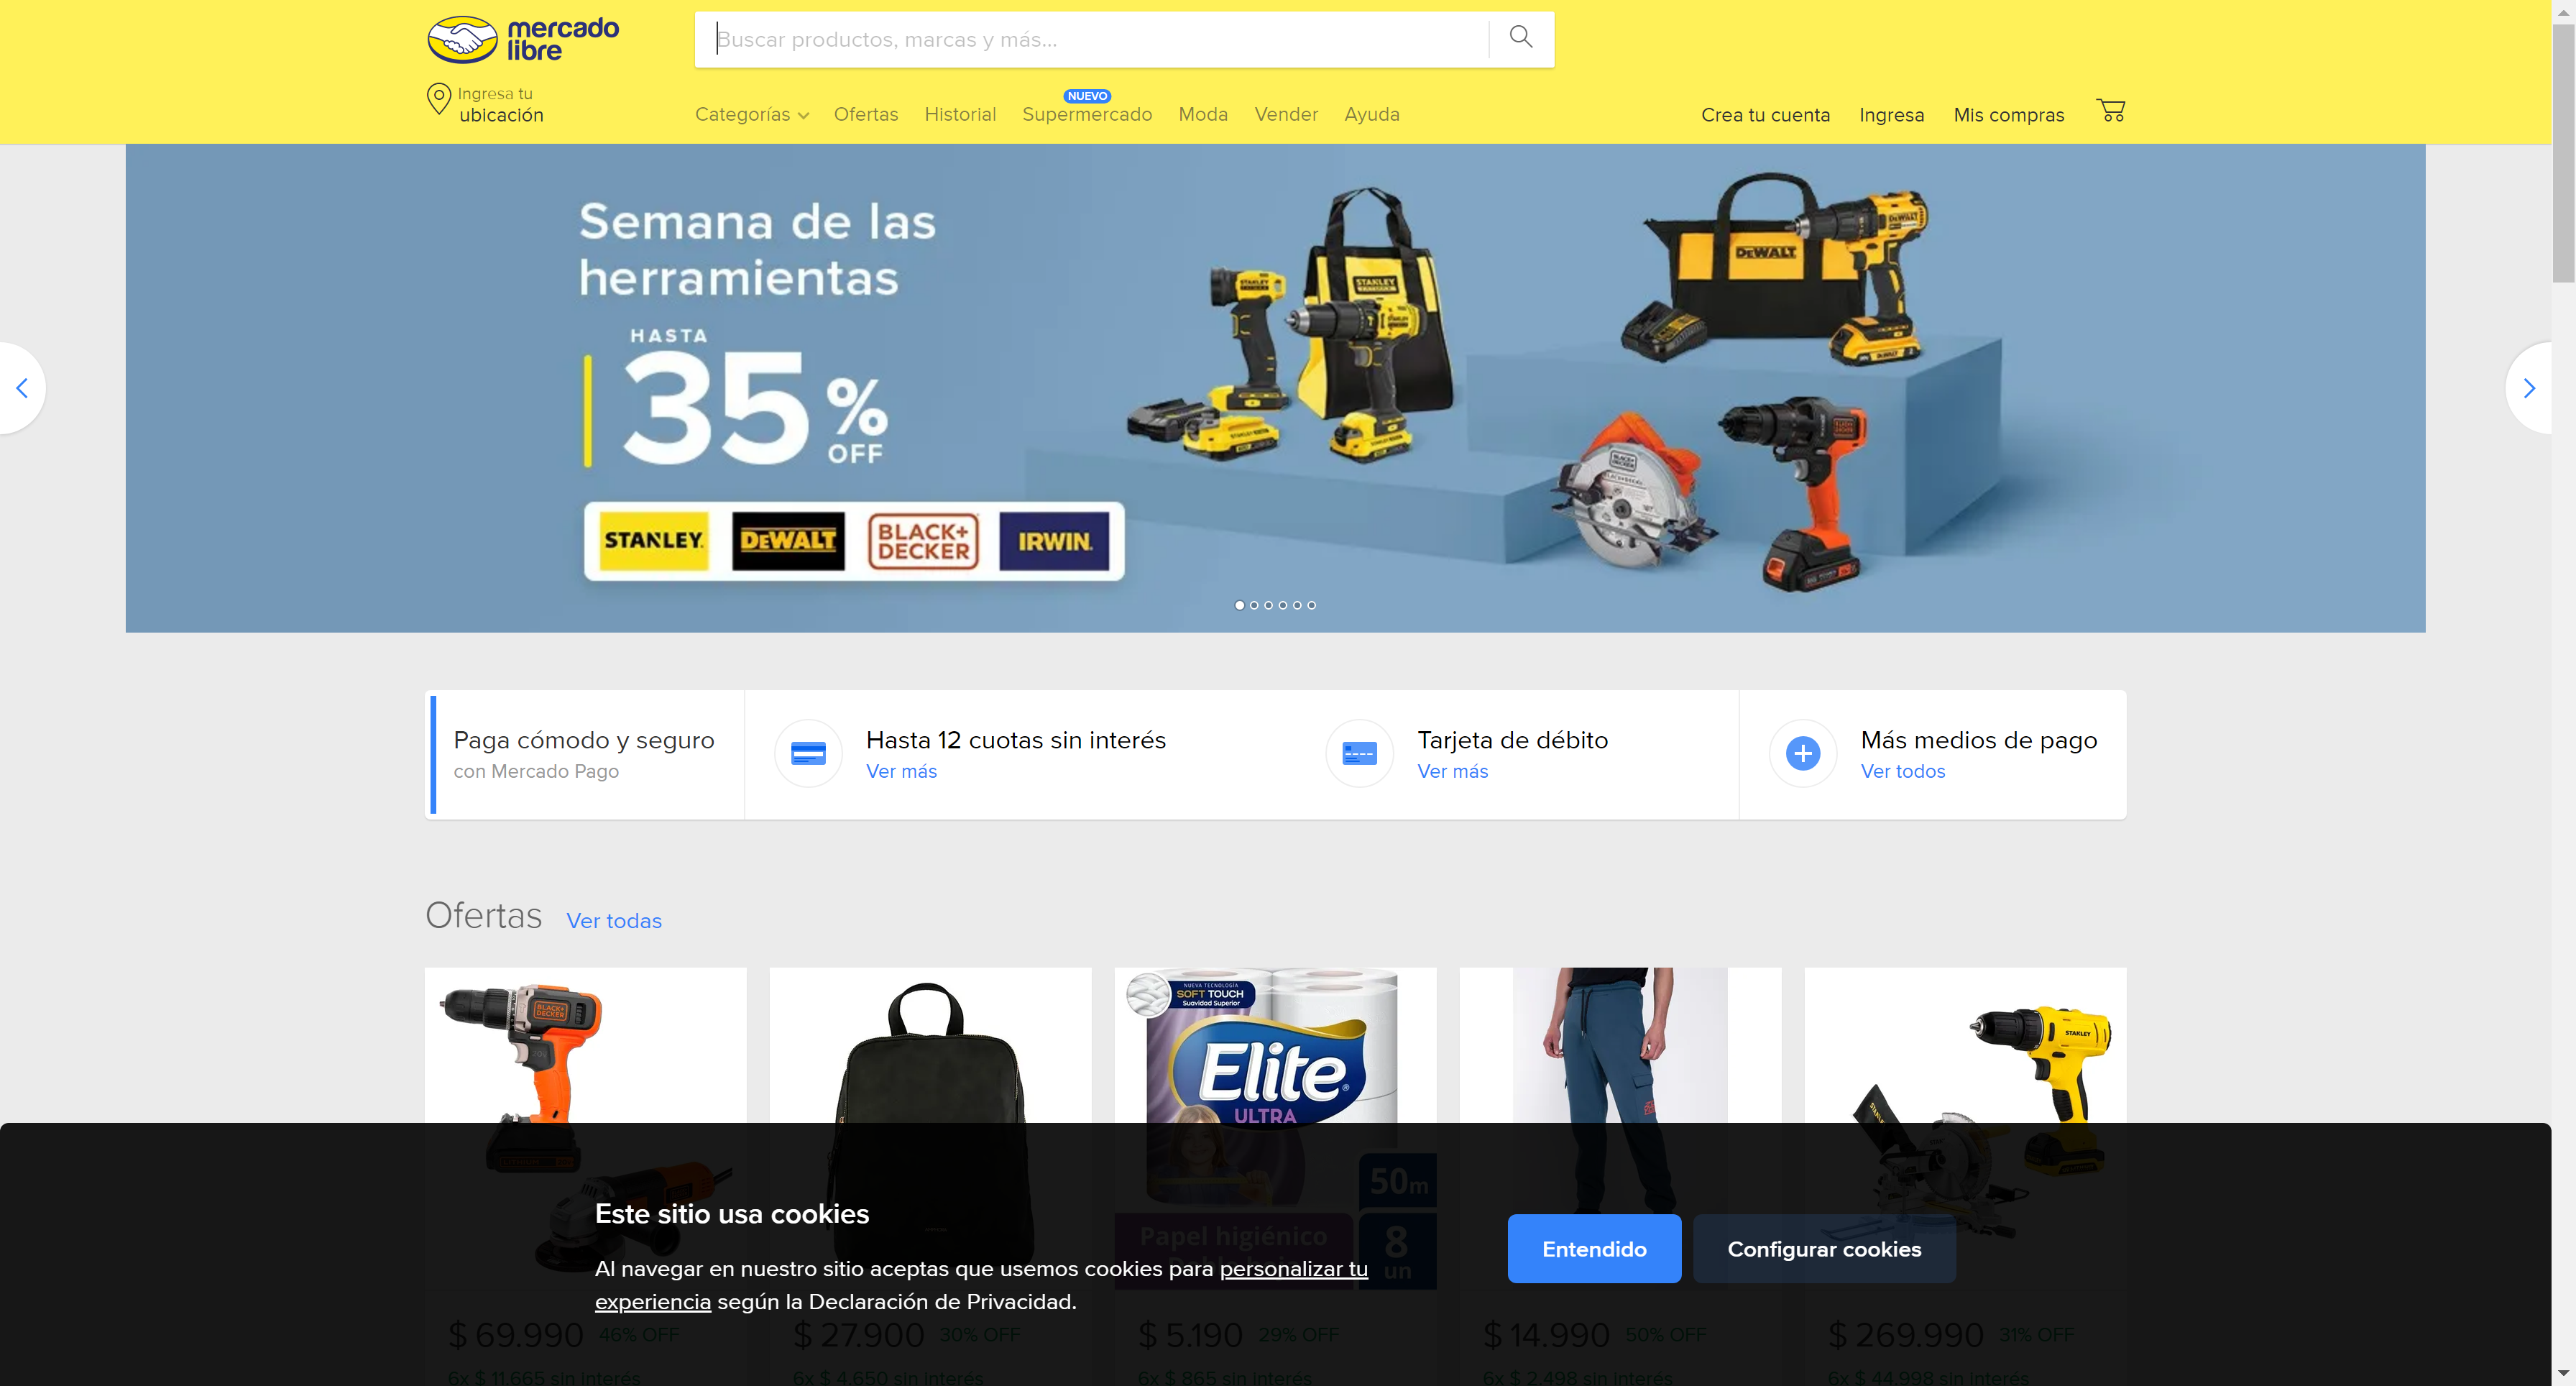 mercado
libre
Buscar productos, marcas y más...
Ingresa tu
ubicación
Categorías
Ofertas
Historial
NUEVO
Supermercado
Moda
Vender
Ayuda
Crea tu cuenta
Ingresa
Mis compras
Semana de las
herramientas
HASTA
35%
OFF
STANLEY
DEWALT
BLACK+
DECKER
IRWIN
STANLEY
DEWALT
Paga cómodo y seguro
con Mercado Pago
Hasta 12 cuotas sin interés
Ver más
Tarjeta de débito
Ver más
Más medios de pago
Ver todos
Ofertas
Ver todas
BLACK+
DECKER
NUEVA TECNOLOGÍA
SOFT TOUCH
Suavidad Superior
Elite
ULTRA
STANLEY
50m
Papel higiénico
8
un
Este sitio usa cookies
Al navegar en nuestro sitio aceptas que usemos cookies para personalizar tu
experiencia según la Declaración de Privacidad.
Entendido
Configurar cookies
$ 69.990 46% OFF
6x $ 11.665 sin interés
$ 27.900 30% OFF
6x $ 4.650 sin interés
$ 5.190 29% OFF
6x $ 865 sin interés
$ 14.990 50% OFF
6x $ 2.498 sin interés
$ 269.990 31% OFF
6x $ 44.998 sin interés